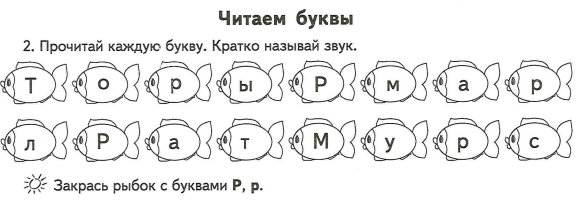 Читаем буквы
2. Прочитай каждую букву. Кратко называй звук.
Т о р ы Р м а р
л Р а т М у р с
Закрась рыбок с буквами Р, р.